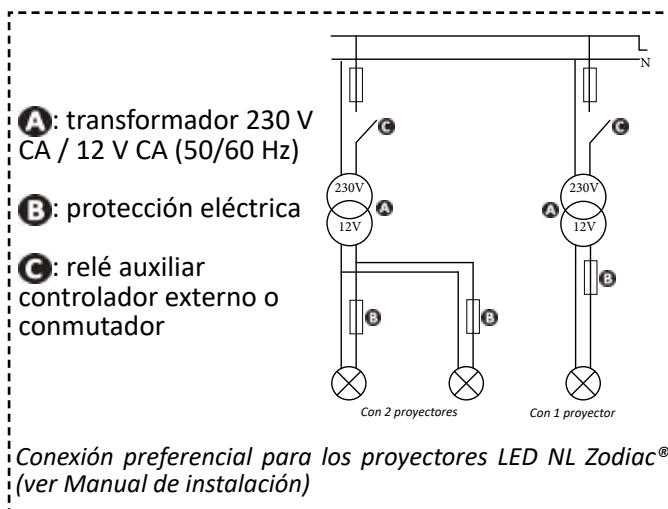 A: transformador 230 V
CA / 12 V CA (50/60 Hz)
B: protección eléctrica
C: relé auxiliar
controlador externo o
conmutador
N
C
C
230V
A
12V
230V
A
12V
B
B
B
Con 2 proyectores
Con 1 proyector
Conexión preferencial para los proyectores LED NL Zodiac®
(ver Manual de instalación)